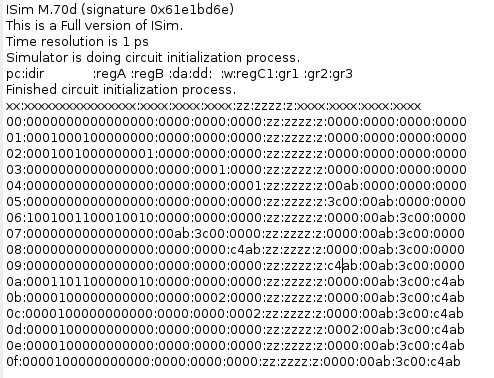 ISim M.70d (signature 0x61e1bd6e)
This is a Full version of ISim.
Time resolution is 1 ps
Simulator is doing circuit initialization process.
pc:idir :regA :regB :da:dd: :w:regC1:gr1 :gr2:gr3
Finished circuit initialization process.
xx:xxxxxxxxxxxxxxxx:xxxx:xxxx:xxxx:zz:zzzz:z:xxxx:xxxx:xxxx:xxxx
00:0000000000000000:0000:0000:0000:zz:zzzz:z:0000:0000:0000:0000
01:0001000100000000:0000:0000:0000:zz:zzzz:z:0000:0000:0000:0000
02:0001001000000001:0000:0000:0000:zz:zzzz:z:0000:0000:0000:0000
03:0000000000000000:0000:0001:0000:zz:zzzz:z:0000:0000:0000:0000
04:0000000000000000:0000:0000:0001:zz:zzzz:z:00ab:0000:0000:0000
05:0000000000000000:0000:0000:0000:zz:zzzz:z:3c00:00ab:0000:0000
06:1001001100010010:0000:0000:0000:zz:zzzz:z:0000:00ab:3c00:0000
07:0000000000000000:00ab:3c00:0000:zz:zzzz:z:0000:00ab:3c00:0000
08:0000000000000000:0000:0000:c4ab:zz:zzzz:z:0000:00ab:3c00:0000
09:0000000000000000:0000:0000:0000:zz:zzzz:z:c4ab:00ab:3c00:0000
0a:0001101100000010:0000:0000:0000:zz:zzzz:z:0000:00ab:3c00:c4ab
0b:0000100000000000:0000:0002:0000:zz:zzzz:z:0000:00ab:3c00:c4ab
0c:0000100000000000:0000:0000:0002:zz:zzzz:z:0000:00ab:3c00:c4ab
0d:0000100000000000:0000:0000:0000:zz:zzzz:z:0002:00ab:3c00:c4ab
0e:0000100000000000:0000:0000:0000:zz:zzzz:z:0000:00ab:3c00:c4ab
0f:0000100000000000:0000:0000:0000:zz:zzzz:z:0000:00ab:3c00:c4ab